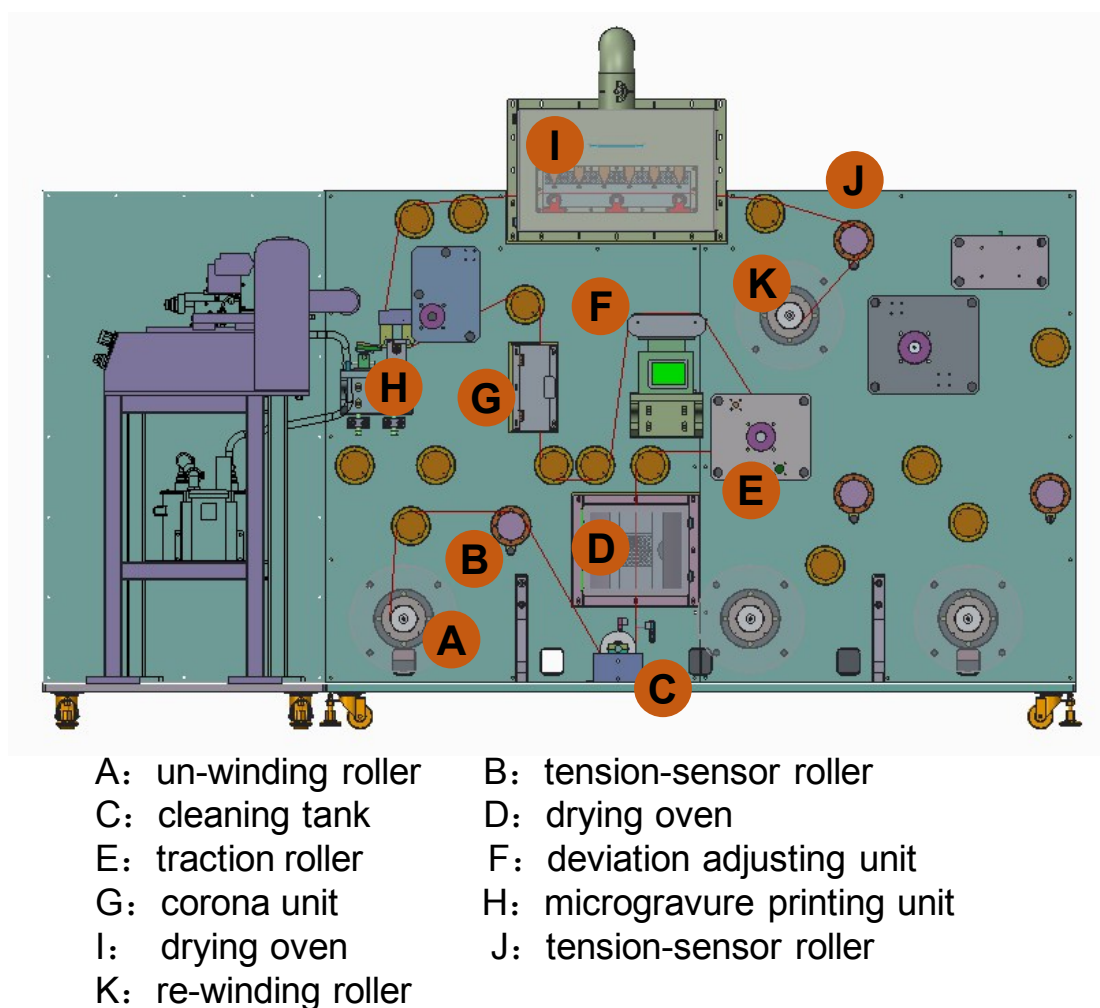 I
J
K
F
H
G
E
B
D
A
C
A：un-winding roller B：tension-sensor roller
C：cleaning tank D：drying oven
E：traction roller F：deviation adjusting unit
G：corona unit H：microgravure printing unit
I： drying oven J：tension-sensor roller
K：re-winding roller